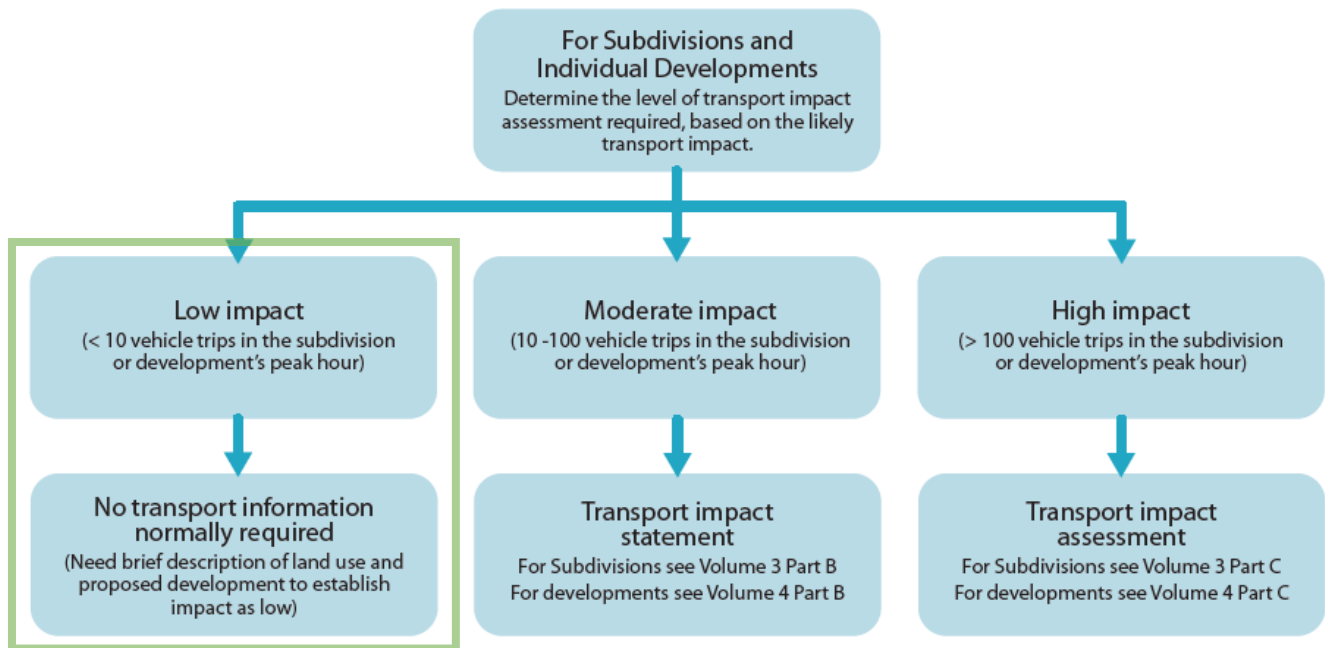 For Subdivisions and
Individual Developments
Determine the level of transport impact
assessment required, based on the likely
transport impact.
Low impact
(< 10 vehicle trips in the subdivision
or development's peak hour)
Moderate impact
(10 -100 vehicle trips in the subdivision
or development's peak hour)
High impact
(> 100 vehicle trips in the subdivision
or development's peak hour)
No transport information
normally required
(Need brief description of land use and
proposed development to establish
impact as low)
Transport impact
statement
For Subdivisions see Volume 3 Part B
For developments see Volume 4 Part B
Transport impact
assessment
For Subdivisions see Volume 3 Part C
For developments see Volume 4 Part C